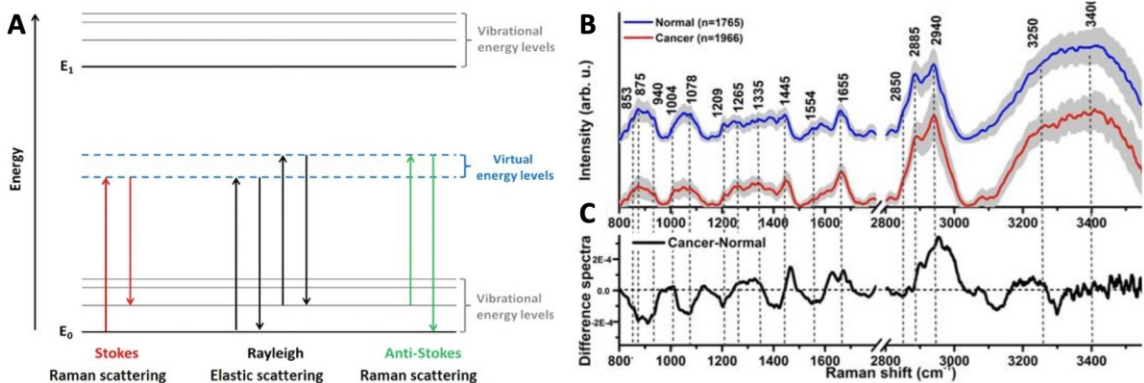 A
Energy
E1
E0
Vibrational
energy levels
Virtual
energy levels
Vibrational
energy levels
Stokes
Raman scattering
Rayleigh
Elastic scattering
Anti-Stokes
Raman scattering
B
Intensity (arb. u.)
Normal (n=1765)
Cancer (n=1966)
853
875
940
1004
1078
1209
1265
1335
1445
1554
1655
2850
2885
2940
3250
3400
800 1000 1200 1400 1600 2800 3000 3200 3400
C
Difference spectra
Cancer-Normal
2E-4
0.0
-2E-4
800 1000 1200 1400 1600 2800 3000 3200 3400
Raman shift (cm-1)